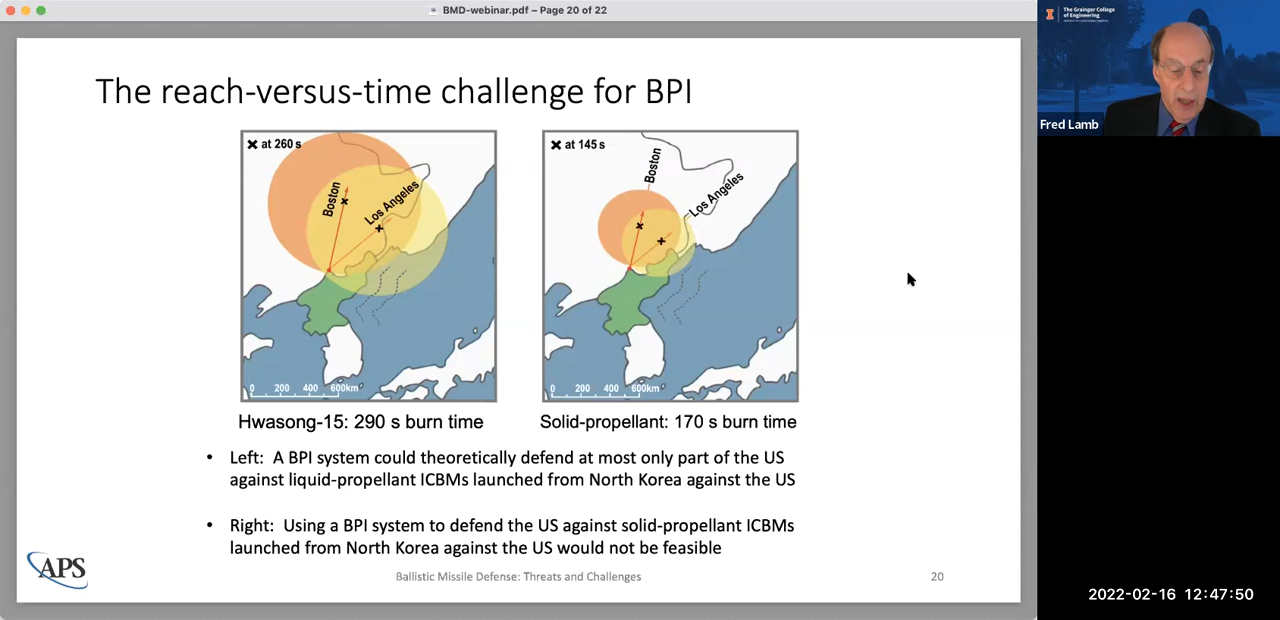 BMD-webinar.pdf – Page 20 of 22
The Grainger College
of Engineering
Fred Lamb
The reach-versus-time challenge for BPI
✖ at 260 s
Boston
Los Angeles
0 200 400 600km
✖ at 145 s
Boston
Los Angeles
0 200 400 600km
Hwasong-15: 290 s burn time
Solid-propellant: 170 s burn time
• Left: A BPI system could theoretically defend at most only part of the US
against liquid-propellant ICBMs launched from North Korea against the US
• Right: Using a BPI system to defend the US against solid-propellant ICBMs
launched from North Korea against the US would not be feasible
APS
Ballistic Missile Defense: Threats and Challenges
20
2022-02-16 12:47:50